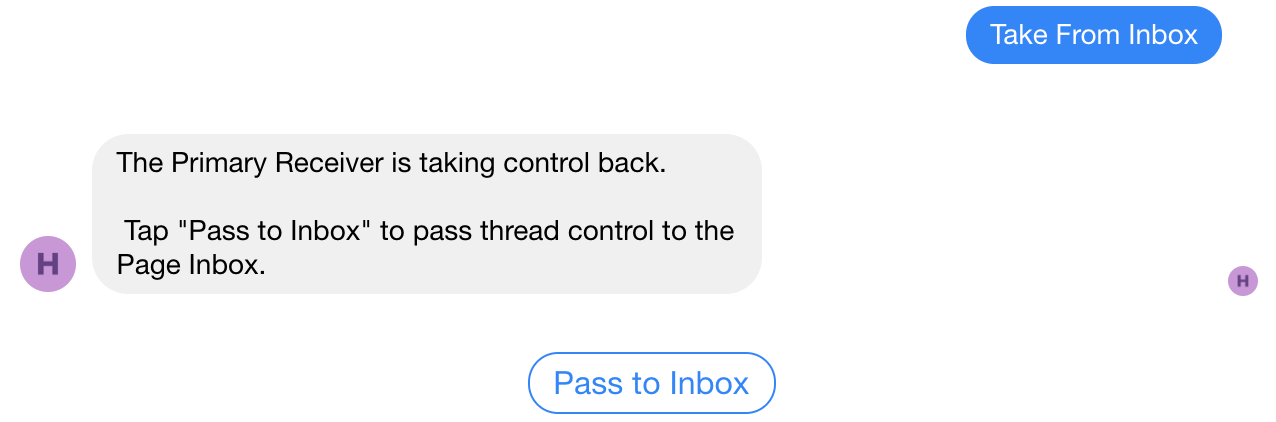 Take From Inbox
The Primary Receiver is taking control back.
Tap "Pass to Inbox" to pass thread control to the
Page Inbox.
H
H
Pass to Inbox